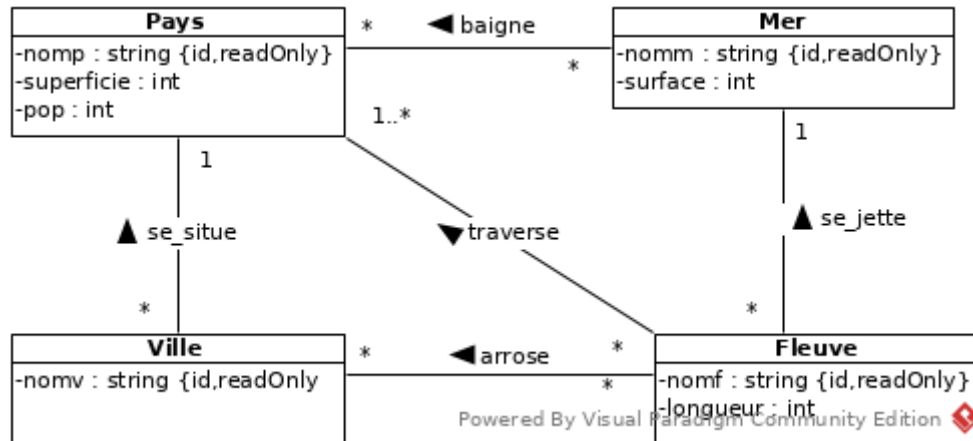 Pays
-nomp : string {id,readOnly}
-superficie : int
-pop : int
* baigne *
Mer
-nomm : string {id,readOnly}
-surface : int
1..*
1
1
se_situe
traverse
se_jette
*
*
Ville
-nomv : string {id,readOnly
* arrose *
*
Fleuve
-nomf : string {id,readOnly}
-longueur : int
Powered By Visual Paradigm Community Edition